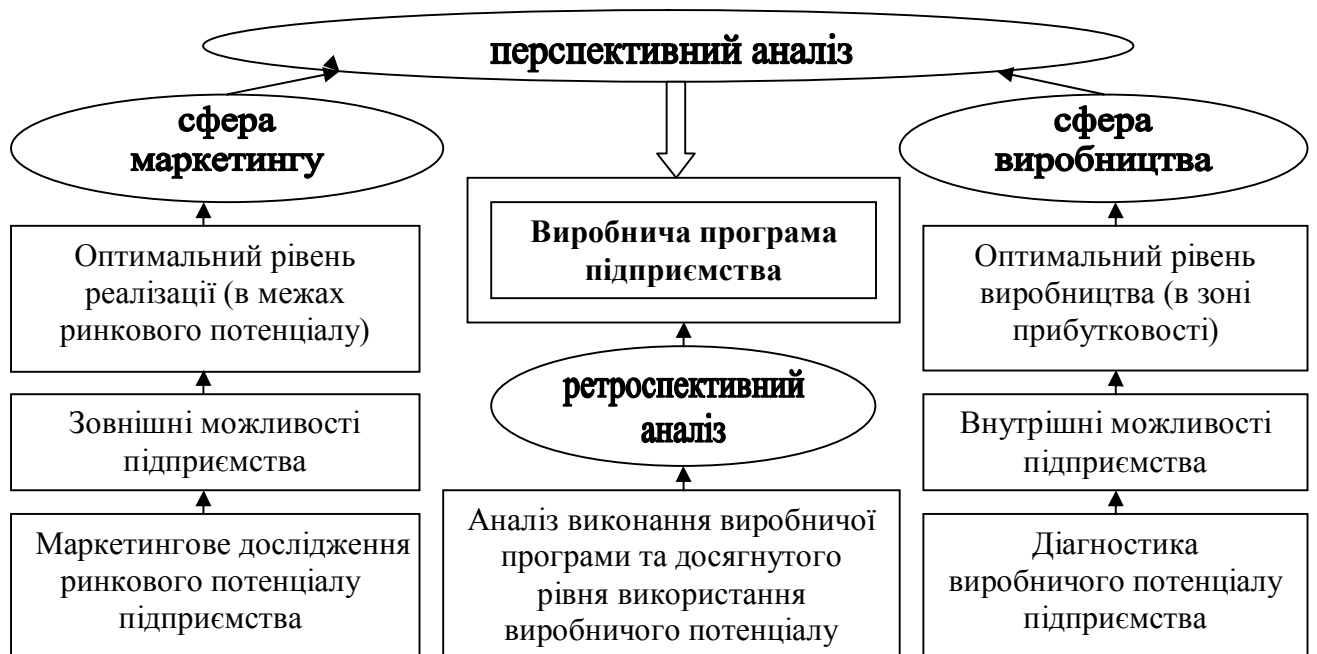 перспективний аналіз
сфера
маркетингу
сфера
виробництва
Виробнича програма
підприємства
Оптимальний рівень
реалізації (в межах
ринкового потенціалу)
Оптимальний рівень
виробництва (в зоні
прибутковості)
ретроспективний
аналіз
Зовнішні можливості
підприємства
Внутрішні можливості
підприємства
Маркетингове дослідження
ринкового потенціалу
підприємства
Аналіз виконання виробничої
програми та досягнутого
рівня використання
виробничого потенціалу
Діагностика
виробничого потенціалу
підприємства